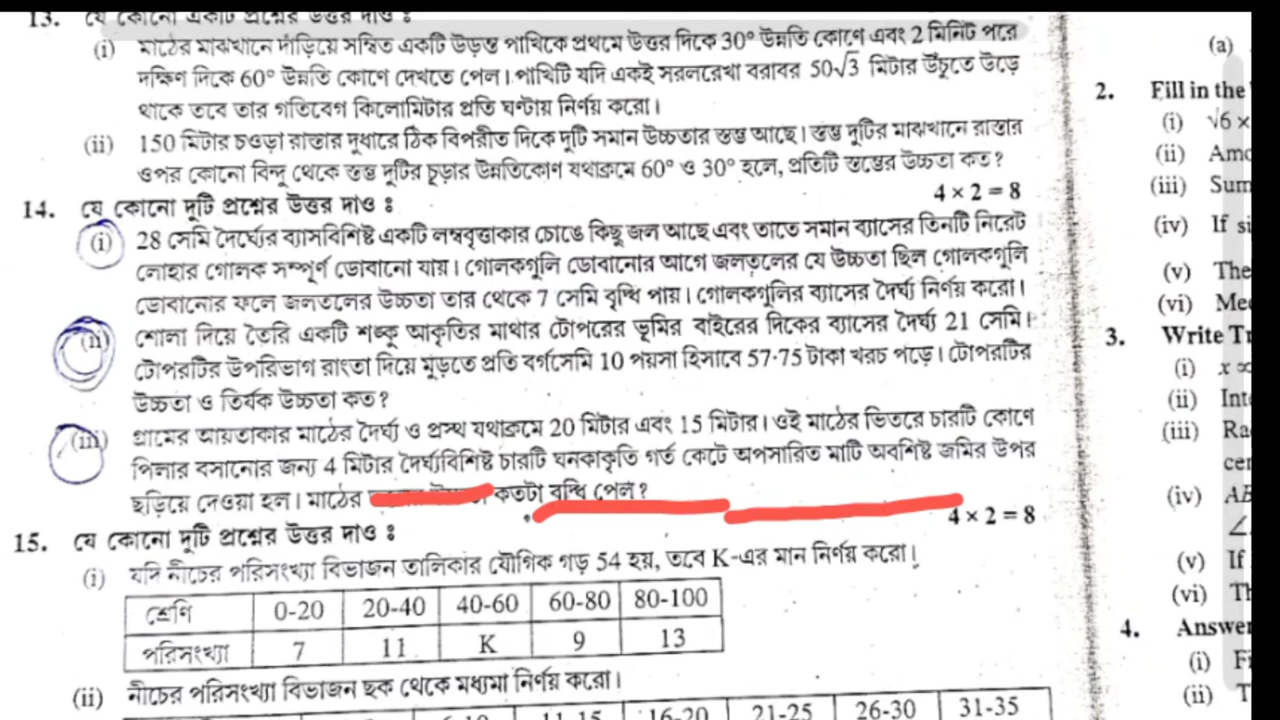 13. যে কোনো একটি প্রশ্নের উত্তর দাও ঃ
(i) মাঠের মাঝখানে দাঁড়িয়ে সম্বিত একটি উড়ন্ত পাখিকে প্রথমে উত্তর দিকে 30° উন্নতি কোণে এবং 2 মিনিট পরে
দক্ষিণ দিকে 60° উন্নতি কোণে দেখতে পেল। পাখিটি যদি একই সরলরেখা বরাবর 50√3 মিটার উঁচুতে উড়ে
থাকে তবে তার গতিবেগ কিলোমিটার প্রতি ঘণ্টায় নির্ণয় করো।
(ii) 150 মিটার চওড়া রাস্তার দুধারে ঠিক বিপরীত দিকে দুটি সমান উচ্চতার স্তম্ভ আছে। স্তম্ভ দুটির মাঝখানে রাস্তার
ওপর কোনো বিন্দু থেকে স্তম্ভ দুটির চূড়ার উন্নতিকোণ যথাক্রমে 60° ও 30° হলে, প্রতিটি স্তম্ভের উচ্চতা কত?
14. যে কোনো দুটি প্রশ্নের উত্তর দাও ঃ 4 × 2 = 8
(i) 28 সেমি দৈর্ঘ্যের ব্যাসবিশিষ্ট একটি লম্ববৃত্তাকার চোঙে কিছু জল আছে এবং তাতে সমান ব্যাসের তিনটি নিরেট
লোহার গোলক সম্পূর্ণ ডোবানো যায়। গোলকগুলি ডোবানোর আগে জলতলের যে উচ্চতা ছিল গোলকগুলি
ডোবানোর ফলে জলতলের উচ্চতা তার থেকে 7 সেমি বৃদ্ধি পায়। গোলকগুলির ব্যাসের দৈর্ঘ্য নির্ণয় করো।
(ii) শোলা দিয়ে তৈরি একটি শঙ্কু আকৃতির মাথার টোপরের ভূমির বাইরের দিকের ব্যাসের দৈর্ঘ্য 21 সেমি।
টোপরটির উপরিভাগ রাংতা দিয়ে মুড়তে প্রতি বর্গসেমি 10 পয়সা হিসাবে 57·75 টাকা খরচ পড়ে। টোপরটির
উচ্চতা ও তির্যক উচ্চতা কত?
(iii) গ্রামের আয়তাকার মাঠের দৈর্ঘ্য ও প্রস্থ যথাক্রমে 20 মিটার এবং 15 মিটার। ওই মাঠের ভিতরে চারটি কোণে
পিলার বসানোর জন্য 4 মিটার দৈর্ঘ্যবিশিষ্ট চারটি ঘনকাকৃতি গর্ত কেটে অপসারিত মাটি অবশিষ্ট জমির উপর
ছড়িয়ে দেওয়া হল। মাঠের কতটা বৃদ্ধি পেল?
15. যে কোনো দুটি প্রশ্নের উত্তর দাও ঃ 4 × 2 = 8
(i) যদি নীচের পরিসংখ্যা বিভাজন তালিকার যৌগিক গড় 54 হয়, তবে K-এর মান নির্ণয় করো।
শ্রেণি 0-20 20-40 40-60 60-80 80-100
পরিসংখ্যা 7 11 K 9 13
(ii) নীচের পরিসংখ্যা বিভাজন ছক থেকে মধ্যমা নির্ণয় করো।
6-10 11-15 16-20 21-25 26-30 31-35
(a)
2. Fill in the
(i) √6 ×
(ii)
(iii) Sum
(iv) If
(v) The
(vi)
3. Write
(i) x ∝
(ii)
(iii)
(iv)
∠
(v) If
(vi)
4. Answer
(i)
(ii)